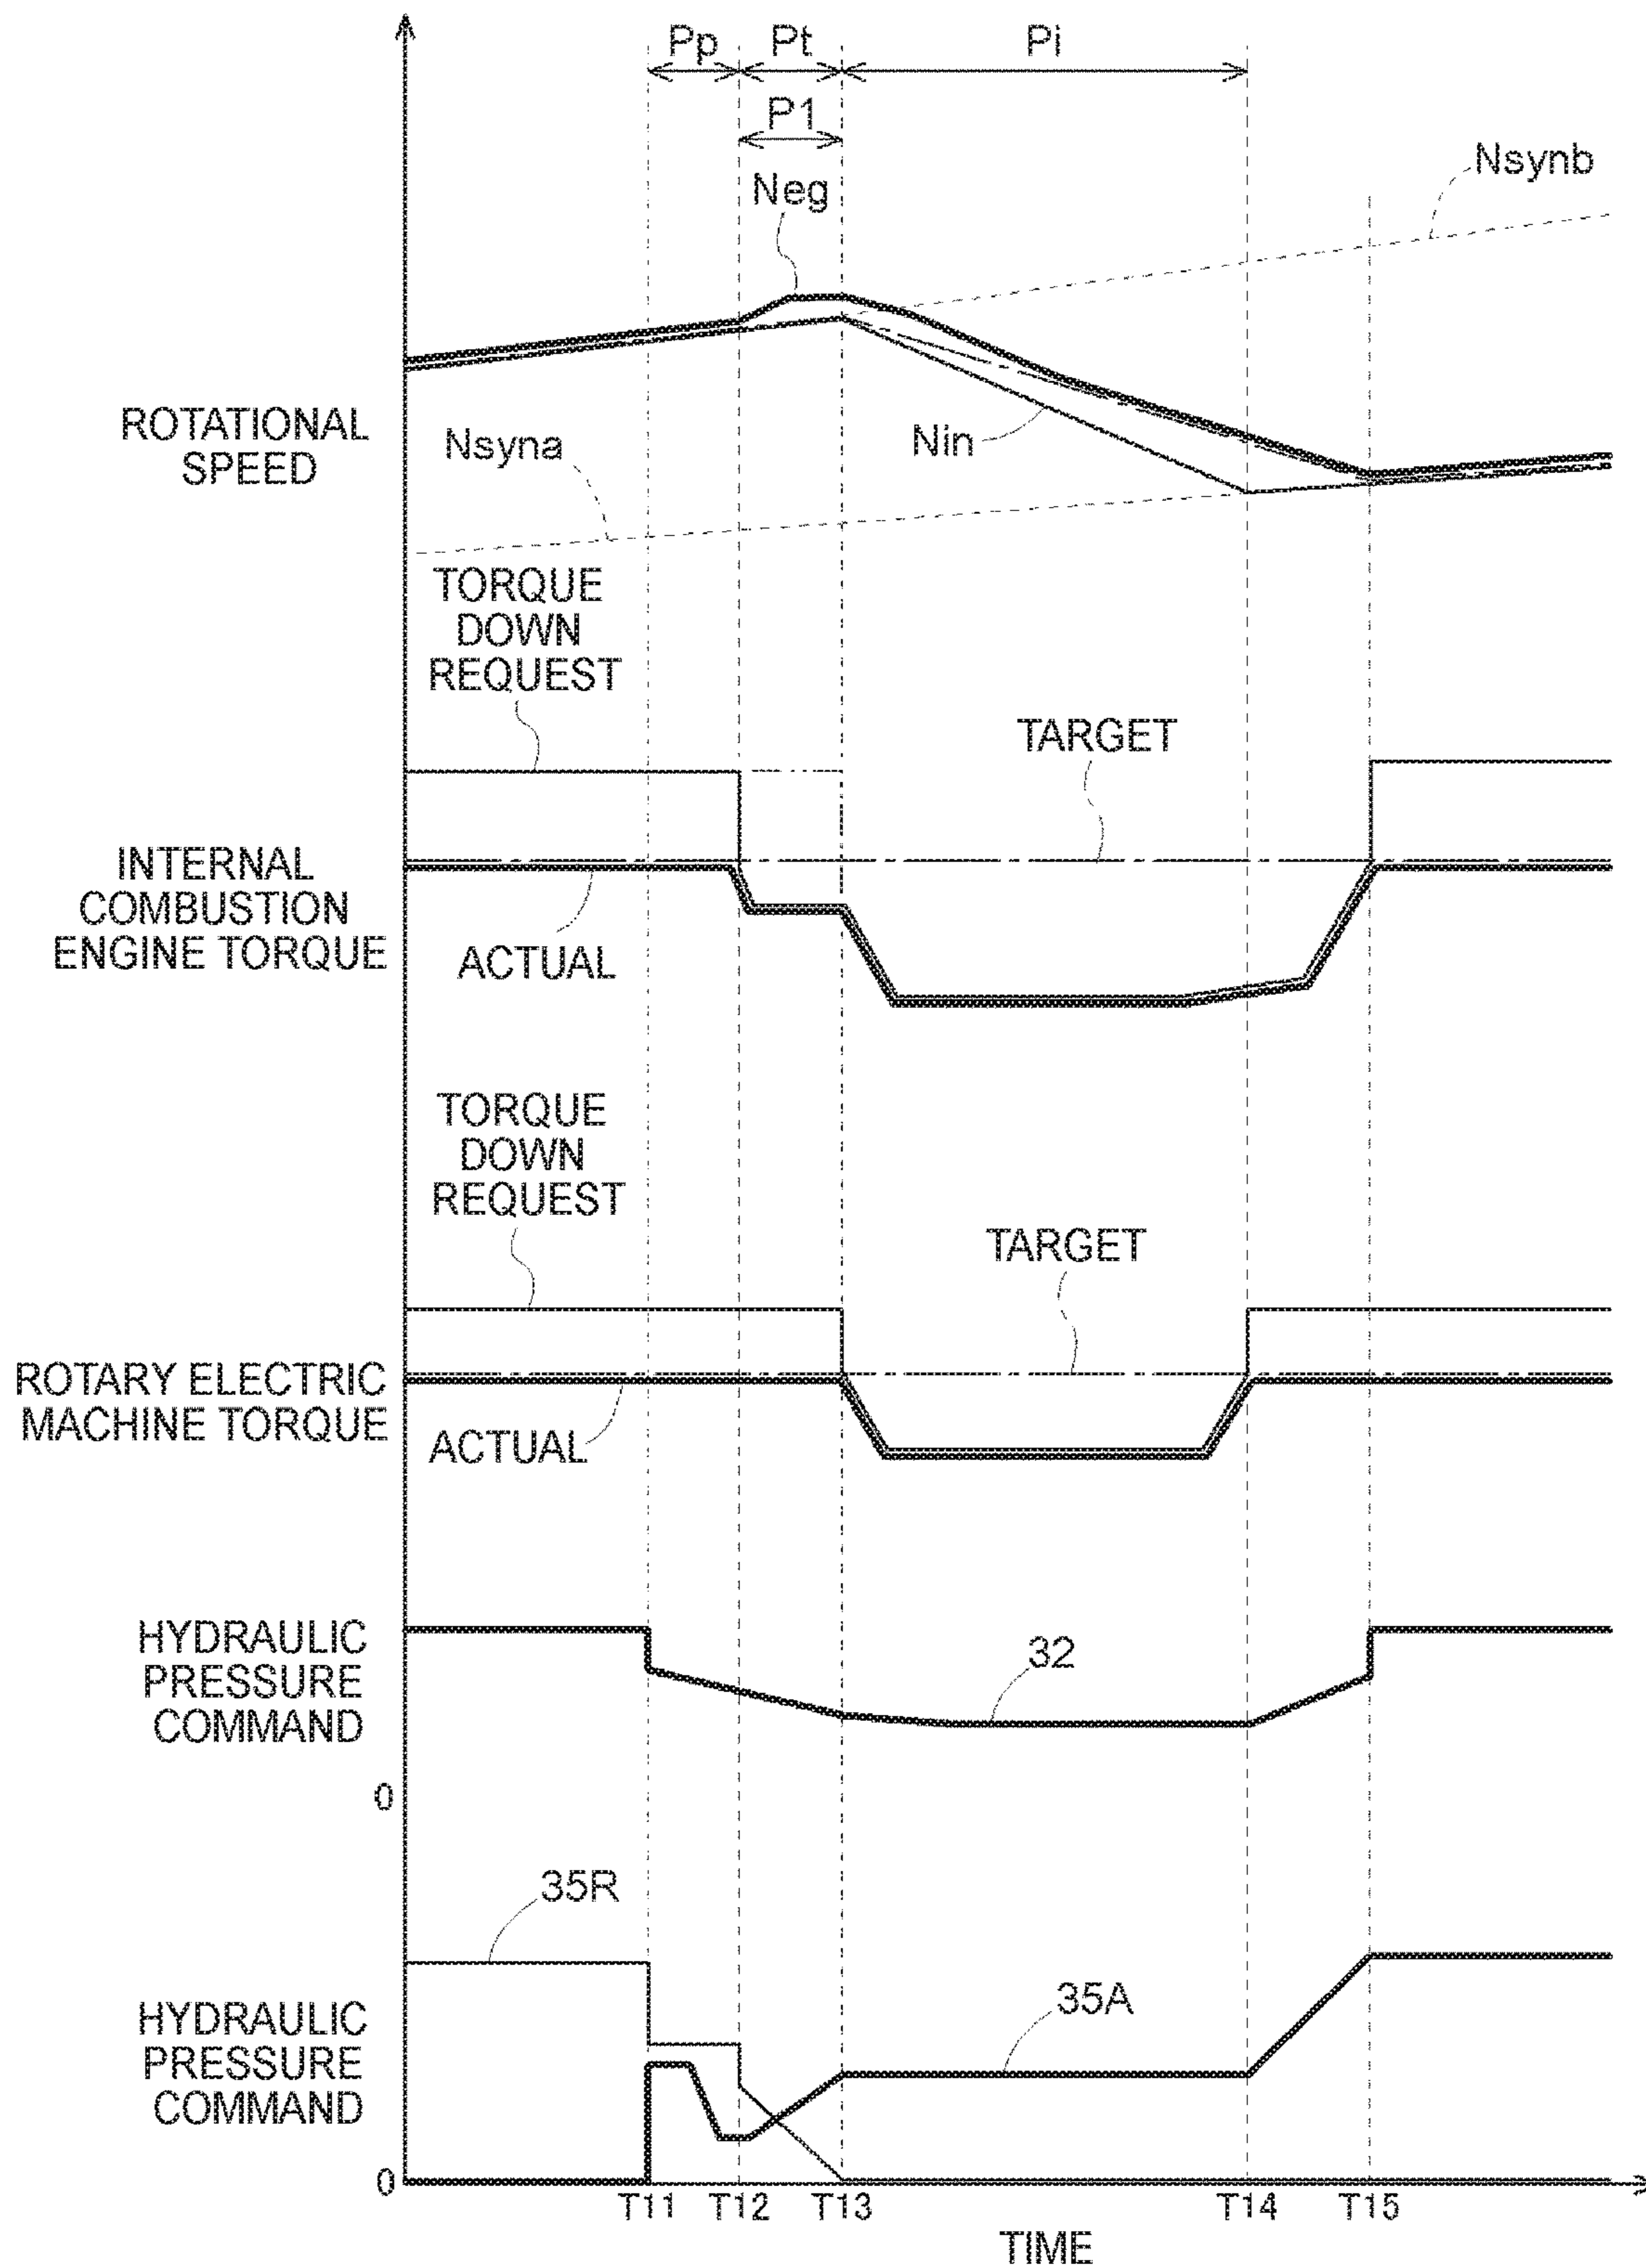 Pp Pt Pi
P1
Nsynb
Neg
ROTATIONAL
SPEED
Nsyna
Nin
TORQUE
DOWN
REQUEST
TARGET
INTERNAL
COMBUSTION
ENGINE TORQUE
ACTUAL
TORQUE
DOWN
REQUEST
TARGET
ROTARY ELECTRIC
MACHINE TORQUE
ACTUAL
HYDRAULIC
PRESSURE
COMMAND
32
0
35R
HYDRAULIC
PRESSURE
COMMAND
35A
0
T11 T12 T13 T14 T15
TIME